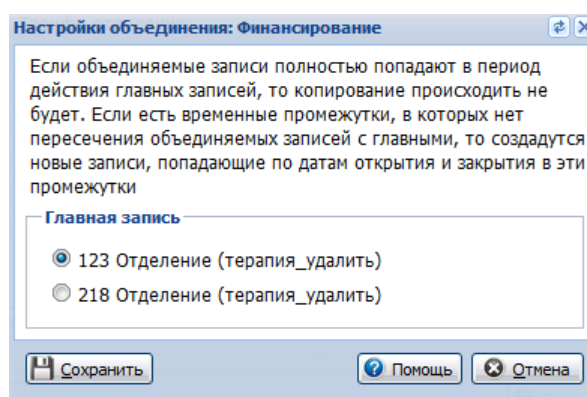 Настройки объединения: Финансирование
Если объединяемые записи полностью попадают в период
действия главных записей, то копирование происходить не
будет. Если есть временные промежутки, в которых нет
пересечения объединяемых записей с главными, то создадутся
новые записи, попадающие по датам открытия и закрытия в эти
промежутки
Главная запись
123 Отделение (терапия_удалить)
218 Отделение (терапия_удалить)
Сохранить
Помощь
Отмена